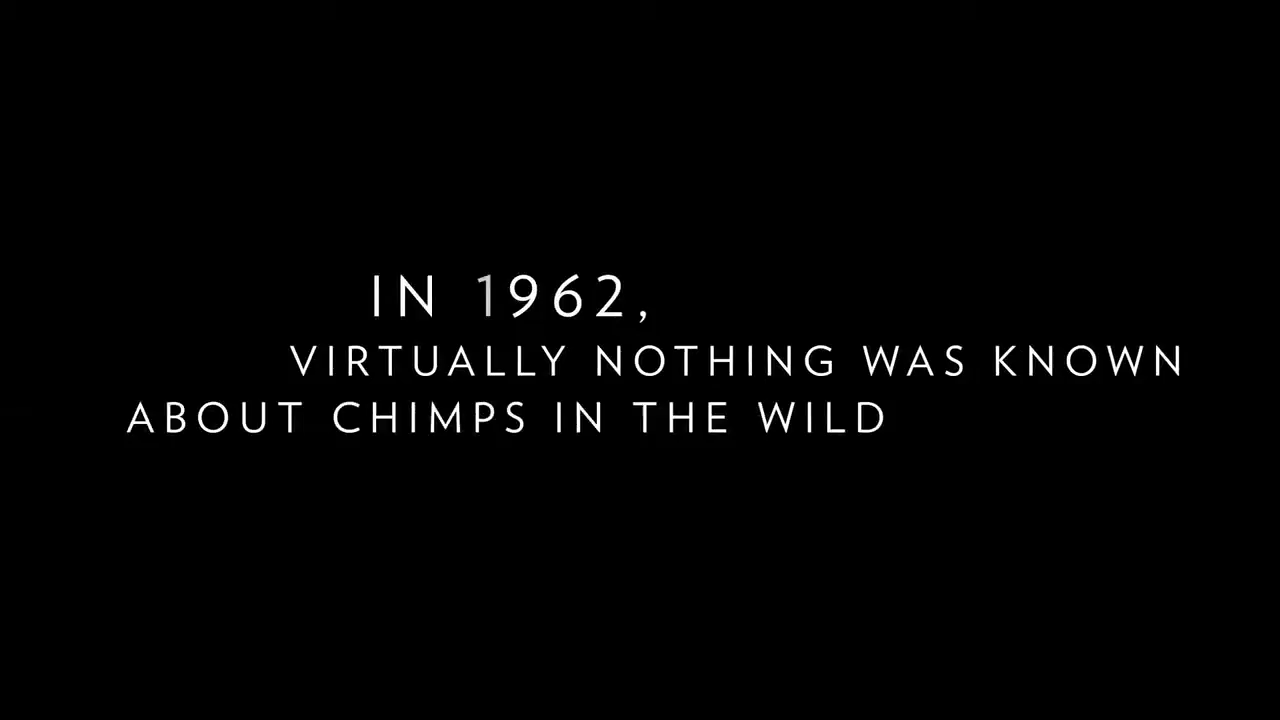 IN 1962,
VIRTUALLY NOTHING WAS KNOWN
ABOUT CHIMPS IN THE WILD